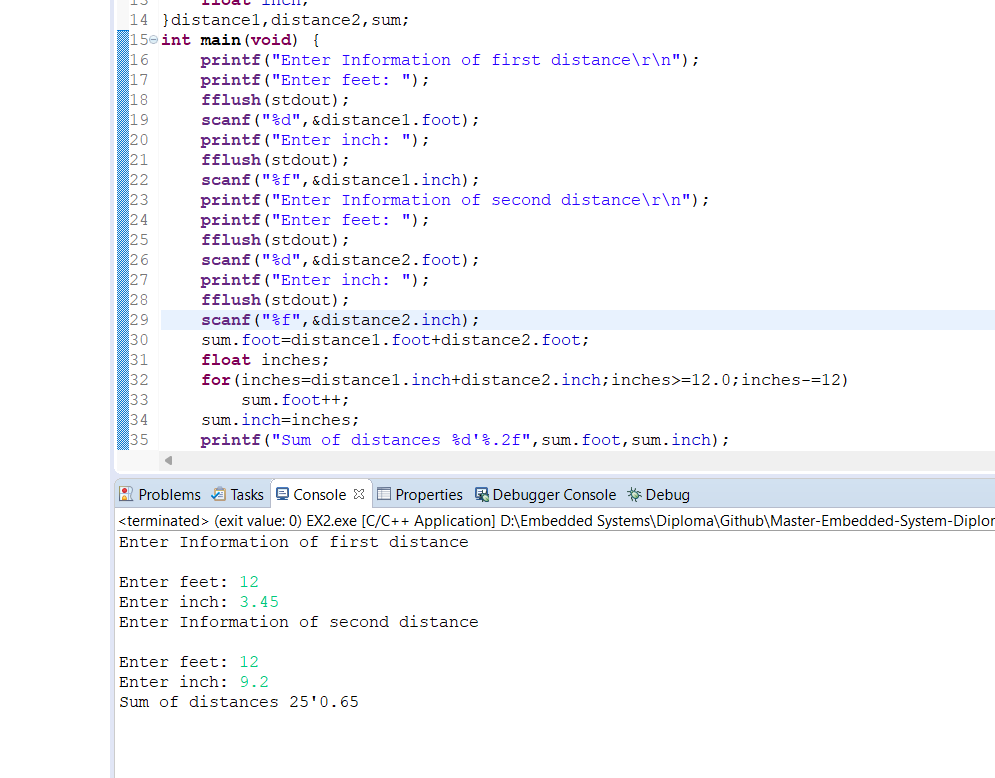 13     float inch;
14 }distance1,distance2,sum;
15 int main(void) {
16     printf("Enter Information of first distance\r\n");
17     printf("Enter feet: ");
18     fflush(stdout);
19     scanf("%d",&distance1.foot);
20     printf("Enter inch: ");
21     fflush(stdout);
22     scanf("%f",&distance1.inch);
23     printf("Enter Information of second distance\r\n");
24     printf("Enter feet: ");
25     fflush(stdout);
26     scanf("%d",&distance2.foot);
27     printf("Enter inch: ");
28     fflush(stdout);
29     scanf("%f",&distance2.inch);
30     sum.foot=distance1.foot+distance2.foot;
31     float inches;
32     for(inches=distance1.inch+distance2.inch;inches>=12.0;inches-=12)
33         sum.foot++;
34     sum.inch=inches;
35     printf("Sum of distances %d'%.2f",sum.foot,sum.inch);
Problems Tasks Console Properties Debugger Console Debug
<terminated> (exit value: 0) EX2.exe [C/C++ Application] D:\Embedded Systems\Diploma\Github\Master-Embedded-System-Diplor
Enter Information of first distance
Enter feet: 12
Enter inch: 3.45
Enter Information of second distance
Enter feet: 12
Enter inch: 9.2
Sum of distances 25'0.65